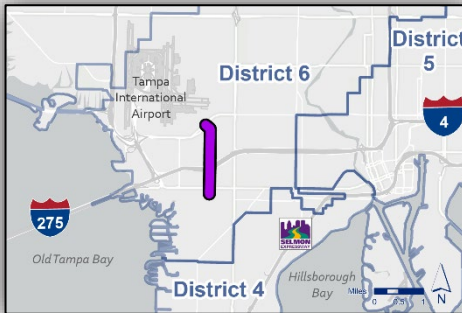 District
5
District 6
Tampa
International
Airport
4
275
SELMON
EXPRESSWAY
Old Tampa Bay
Hillsborough
Bay
District 4
Miles
0 0.5 1
N